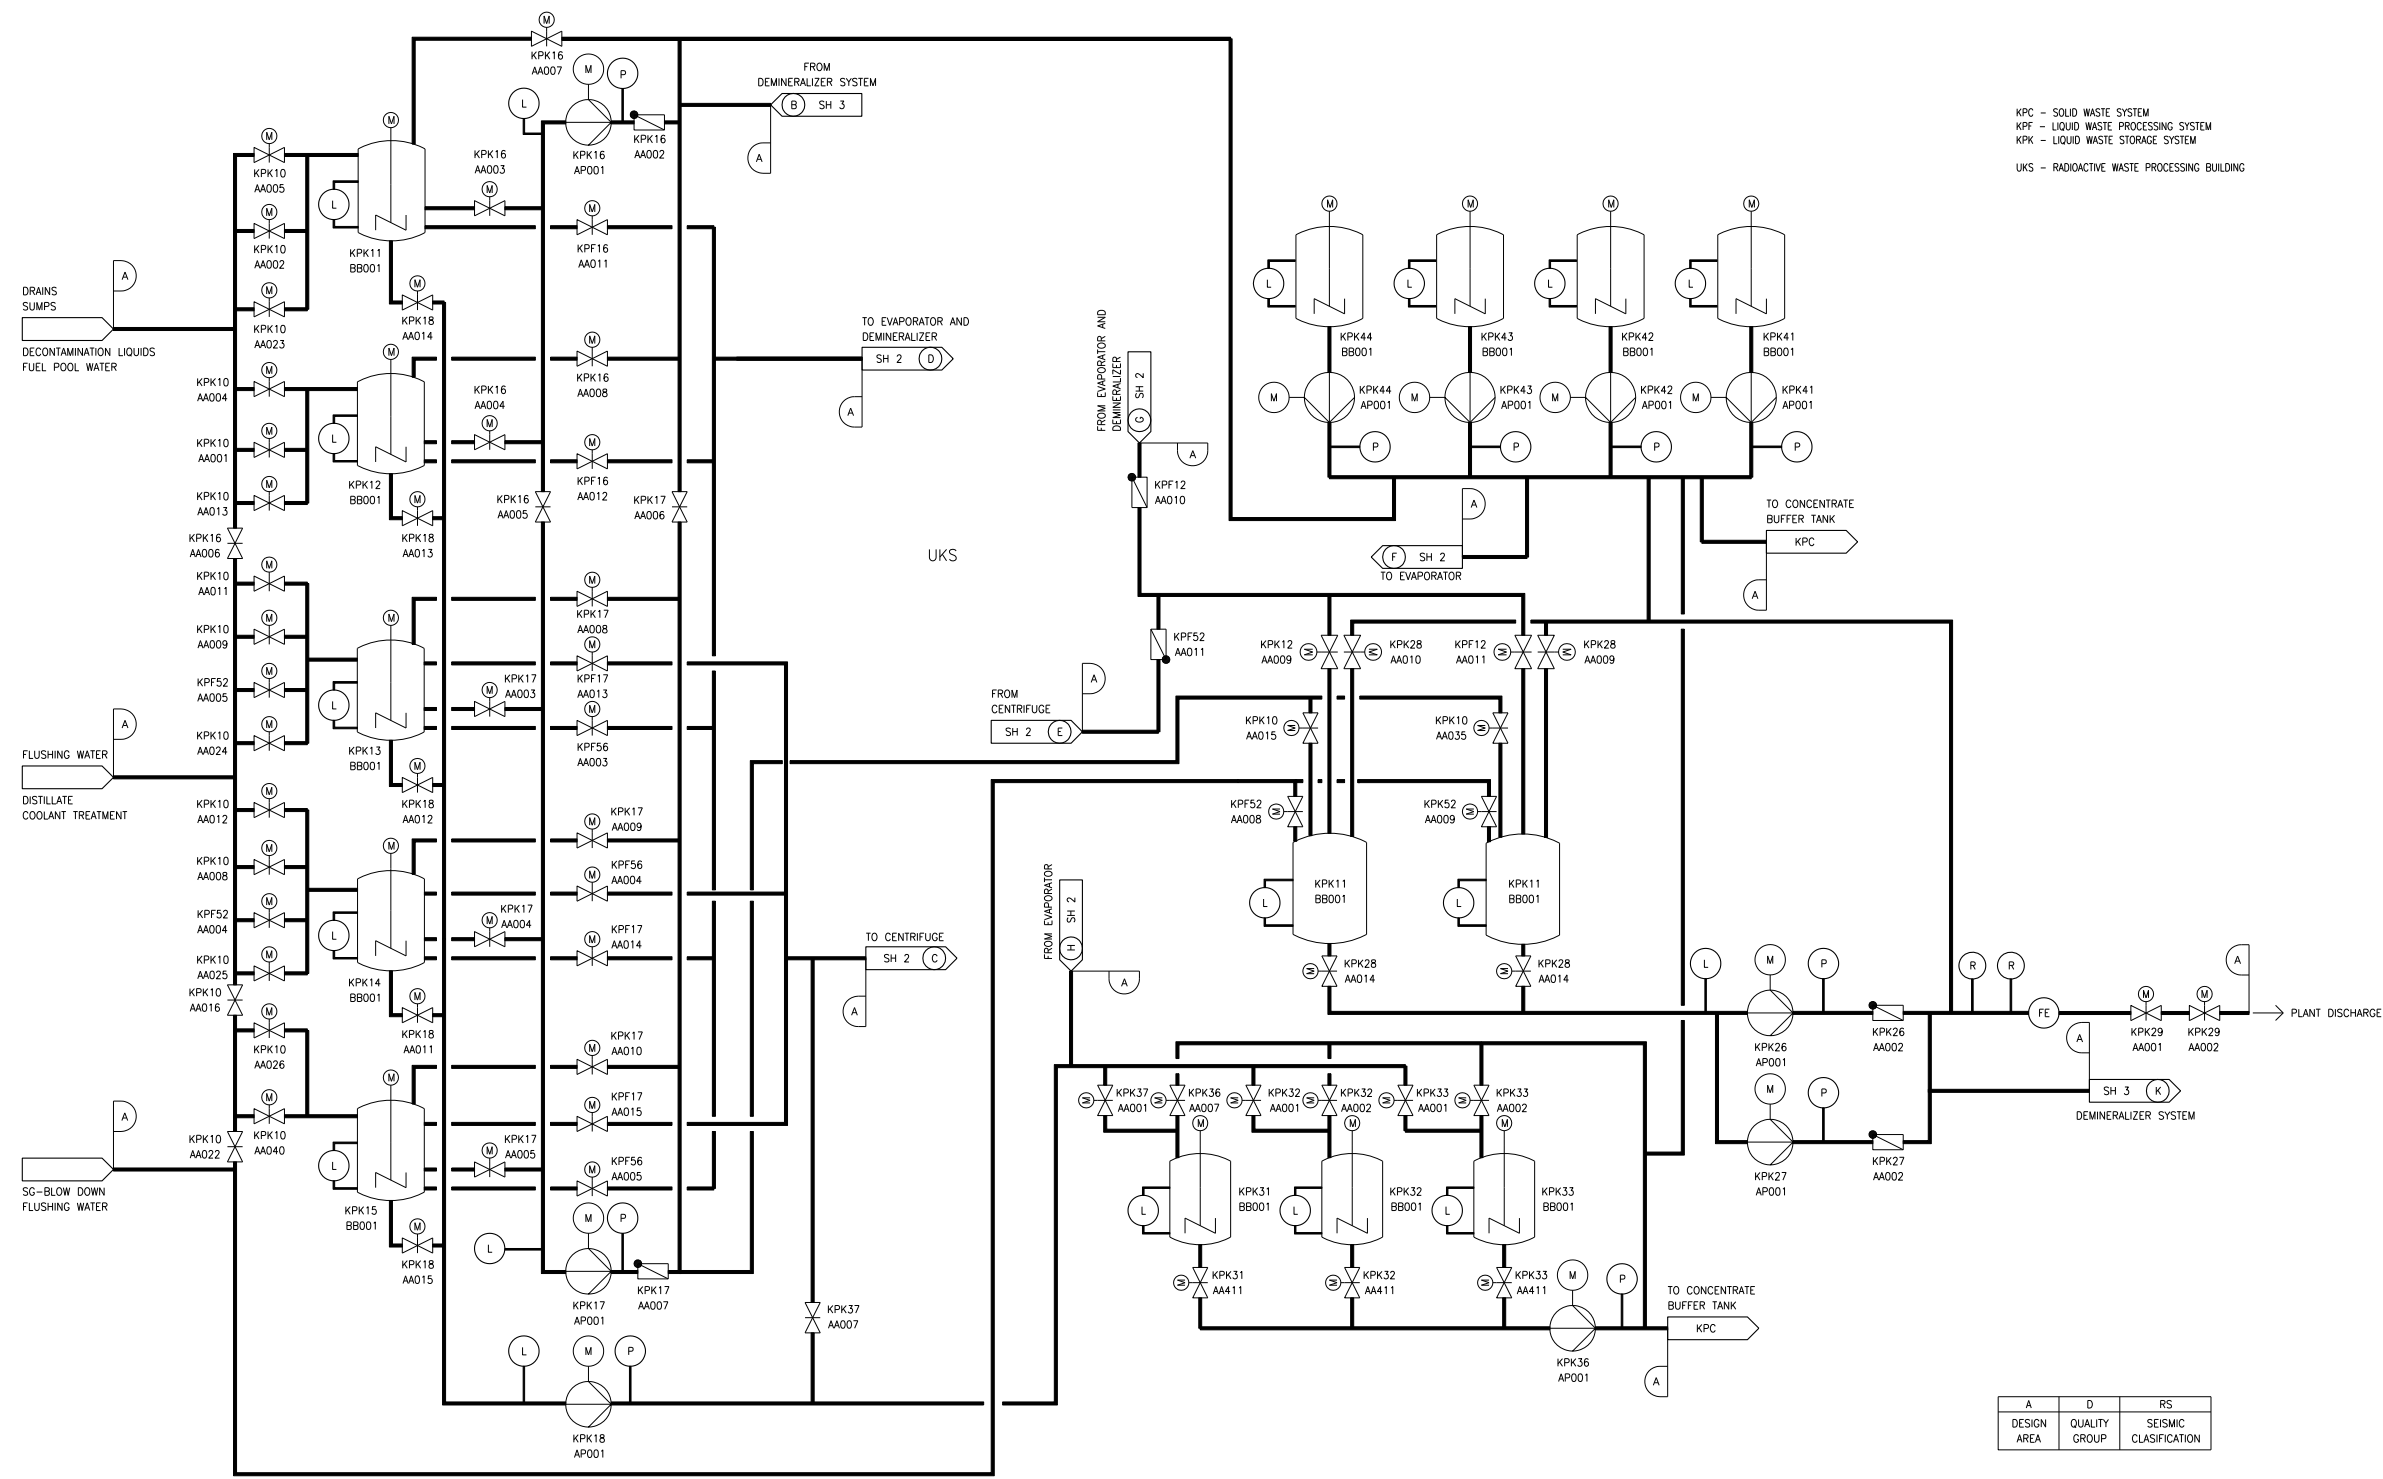 M
KPK16
AA007
M
P
L
KPK16
AP001
KPK16
AA002
FROM
DEMINERALIZER SYSTEM
B SH 3
A
KPC – SOLID WASTE SYSTEM
KPF – LIQUID WASTE PROCESSING SYSTEM
KPK – LIQUID WASTE STORAGE SYSTEM
UKS – RADIOACTIVE WASTE PROCESSING BUILDING
M
KPK10
AA005
M
KPK10
AA002
M
KPK10
AA023
M
L
KPK11
BB001
KPK16
AA003
M
M
KPF16
AA011
M
KPK18
AA014
DRAINS
SUMPS
A
DECONTAMINATION LIQUIDS
FUEL POOL WATER
KPK10
AA004
M
KPK10
AA001
M
KPK10
AA013
M
KPK16
AA006
M
L
KPK12
BB001
M
KPK16
AA008
KPK16
AA004
M
M
KPF16
AA012
KPK16
AA005
KPK17
AA006
M
KPK18
AA013
TO EVAPORATOR AND
DEMINERALIZER
SH 2 D
A
UKS
KPK10
AA011
M
KPK10
AA009
M
KPF52
AA005
M
KPK10
AA024
M
M
L
KPK13
BB001
M
KPK17
AA008
M
KPF17
AA013
KPK17
AA003
M
M
KPF56
AA003
M
KPK18
AA012
FLUSHING WATER
A
DISTILLATE
COOLANT TREATMENT
KPK10
AA012
M
KPK10
AA008
M
KPF52
AA004
M
KPK10
AA025
M
KPK10
AA016
M
L
KPK14
BB001
KPK17
AA009
M
KPF56
AA004
M
KPK17
AA004
M
KPF17
AA014
M
M
KPK18
AA011
TO CENTRIFUGE
SH 2 C
A
M
KPK10
AA026
M
KPK10
AA040
KPK10
AA022
M
L
KPK15
BB001
KPK17
AA010
M
KPF17
AA015
M
KPK17
AA005
M
KPF56
AA005
M
M
KPK18
AA015
SG–BLOW DOWN
FLUSHING WATER
A
L
M
P
KPK17
AP001
KPK17
AA007
KPK37
AA007
L
M
P
KPK18
AP001
M
L
KPK44
BB001
M
KPK44
AP001
P
M
L
KPK43
BB001
M
KPK43
AP001
P
M
L
KPK42
BB001
M
KPK42
AP001
P
M
L
KPK41
BB001
M
KPK41
AP001
P
FROM EVAPORATOR AND
DEMINERALIZER
G SH 2
A
KPF12
AA010
A
F SH 2
TO EVAPORATOR
TO CONCENTRATE
BUFFER TANK
KPC
A
KPF52
AA011
FROM
CENTRIFUGE
SH 2 E
A
KPK12
AA009
M
M
KPK28
AA010
KPF12
AA011
M
M
KPK28
AA009
KPK10
AA015
M
KPK10
AA035
M
KPF52
AA008
M
KPK52
AA009
M
KPK11
BB001
L
KPK11
BB001
L
M
KPK28
AA014
M
KPK28
AA014
FROM EVAPORATOR
H SH 2
A
L
M
P
KPK26
AP001
KPK26
AA002
R
R
FE
M
KPK29
AA001
M
KPK29
AA002
A
PLANT DISCHARGE
M
P
KPK27
AP001
KPK27
AA002
A
SH 3 K
DEMINERALIZER SYSTEM
M
KPK37
AA001
M
KPK36
AA007
M
KPK32
AA001
M
KPK32
AA002
M
KPK33
AA001
M
KPK33
AA002
M
L
KPK31
BB001
M
L
KPK32
BB001
M
L
KPK33
BB001
M
KPK31
AA411
M
KPK32
AA411
M
KPK33
AA411
M
P
KPK36
AP001
TO CONCENTRATE
BUFFER TANK
KPC
A
A D RS
DESIGN AREA QUALITY GROUP SEISMIC CLASIFICATION